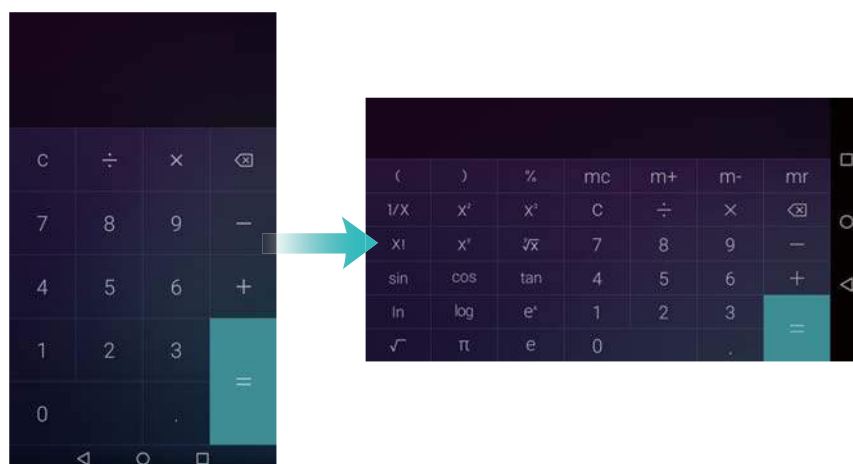 C ÷ × ⌫
7 8 9 −
4 5 6 +
1 2 3
=
0 .
( ) % mc m+ m- mr
1/X X² X³ C ÷ × ⌫
X! Xʸ ʸ√x 7 8 9 −
sin cos tan 4 5 6 +
ln log eˣ 1 2 3
=
√ π e 0 .